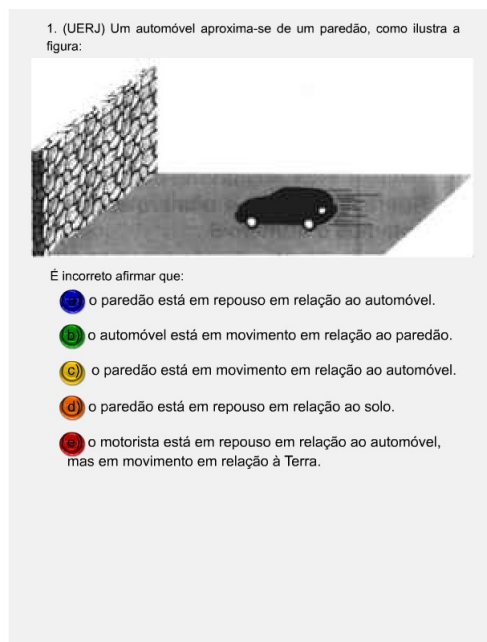 1. (UERJ) Um automóvel aproxima-se de um paredão, como ilustra a
figura:
É incorreto afirmar que:
a) o paredão está em repouso em relação ao automóvel.
b) o automóvel está em movimento em relação ao paredão.
c) o paredão está em movimento em relação ao automóvel.
d) o paredão está em repouso em relação ao solo.
e) o motorista está em repouso em relação ao automóvel,
mas em movimento em relação à Terra.